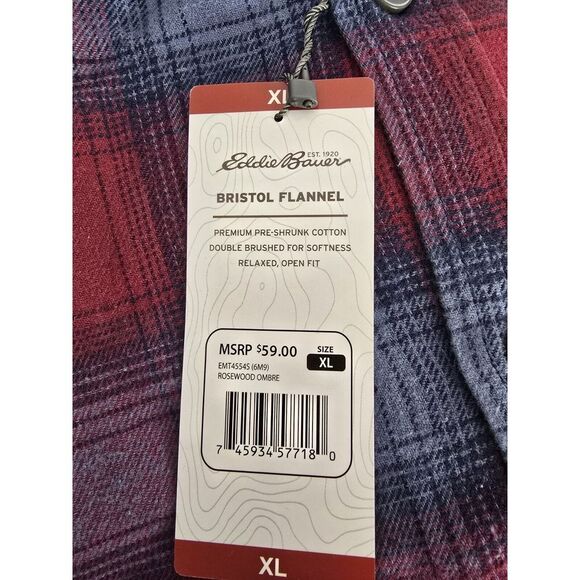 XL
EST. 1920
Eddie Bauer
BRISTOL FLANNEL
PREMIUM PRE-SHRUNK COTTON
DOUBLE BRUSHED FOR SOFTNESS
RELAXED, OPEN FIT
MSRP $59.00 SIZE
XL
EMT4554S (6M9)
ROSEWOOD OMBRE
7 45934 57718 0
XL